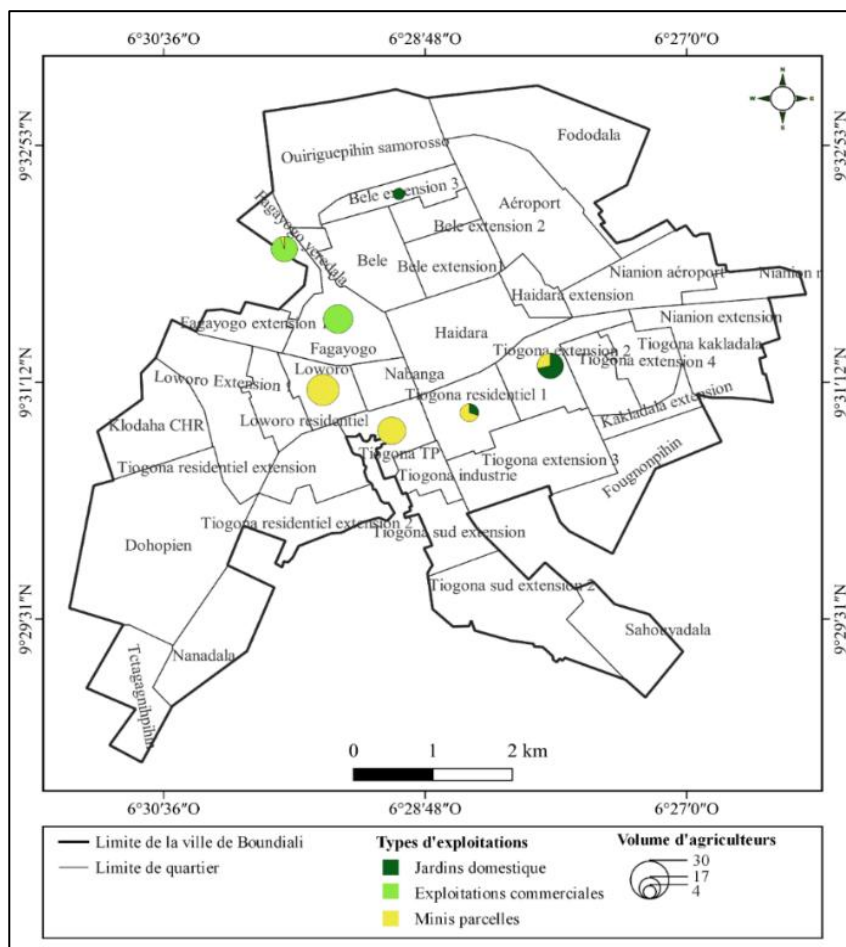 6°30'36"O 6°28'48"O 6°27'0"O
N
W E
S
9°32'53"N 9°32'53"N
Fododala
Ouiriguepihin samorosso
Bele extension 3
Aéroport
Fagayogo yeredala
Bele extension 2
Bele
Bele extension1
Nianion aéroport
Nianion
Haidara extension
Nianion extension
Fagayogo extension 1
Haidara
Tiogona kakladala
Fagayogo
Tiogona extension 2
Tiogona extension 4
9°31'12"N 9°31'12"N
Loworo
Nabanga
Loworo Extension 1
Tiogona residentiel 1
Kakladala extension
Loworo residentiel
Klodaha CHR
Tiogona TP
Tiogona extension 3
Fougnonpihin
Tiogona residentiel extension
Tiogona industrie
Tiogona residentiel extension 2
Tiogona sud extension
Dohopien
Tiogona sud extension 2
9°29'31"N 9°29'31"N
Sahouyadala
Nanadala
Tctagagnihpihin
0 1 2 km
6°30'36"O 6°28'48"O 6°27'0"O
Limite de la ville de Boundiali
Limite de quartier
Types d'exploitations
Jardins domestique
Exploitations commerciales
Minis parcelles
Volume d'agriculteurs
30
17
4